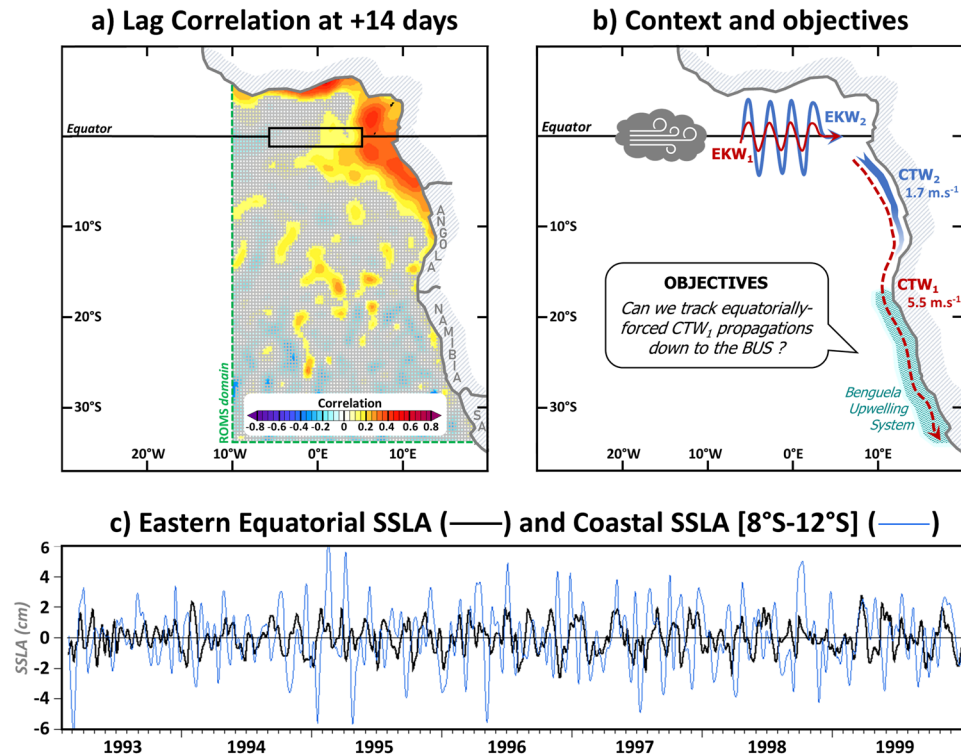 a) Lag Correlation at +14 days
Equator
10°S
20°S
30°S
ANGOLA
NAMIBIA
SA
ROMS domain
Correlation
-0.8 -0.6 -0.4 -0.2 0 0.2 0.4 0.6 0.8
20°W 10°W 0°E 10°E
b) Context and objectives
Equator
EKW2
EKW1
CTW2
1.7 m.s-1
10°S
OBJECTIVES
Can we track equatorially-
forced CTW1 propagations
down to the BUS ?
CTW1
5.5 m.s-1
20°S
Benguela
Upwelling
System
30°S
20°W 10°W 0°E 10°E
c) Eastern Equatorial SSLA (——) and Coastal SSLA [8°S-12°S] (——)
SSLA (cm)
6
4
2
0
-2
-4
-6
1993 1994 1995 1996 1997 1998 1999